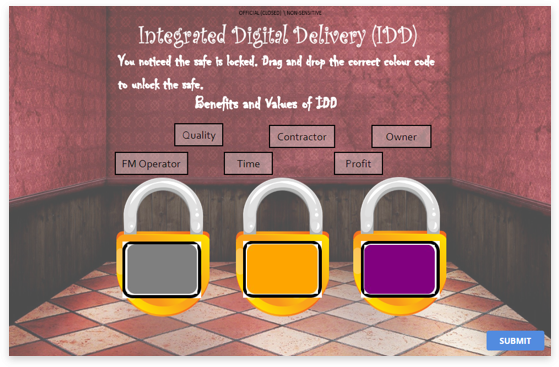 OFFICIAL (CLOSED) \ NON-SENSITIVE
Integrated Digital Delivery (IDD)
You noticed the safe is locked. Drag and drop the correct colour code
to unlock the safe.
Benefits and Values of IDD
Quality
Contractor
Owner
FM Operator
Time
Profit
SUBMIT